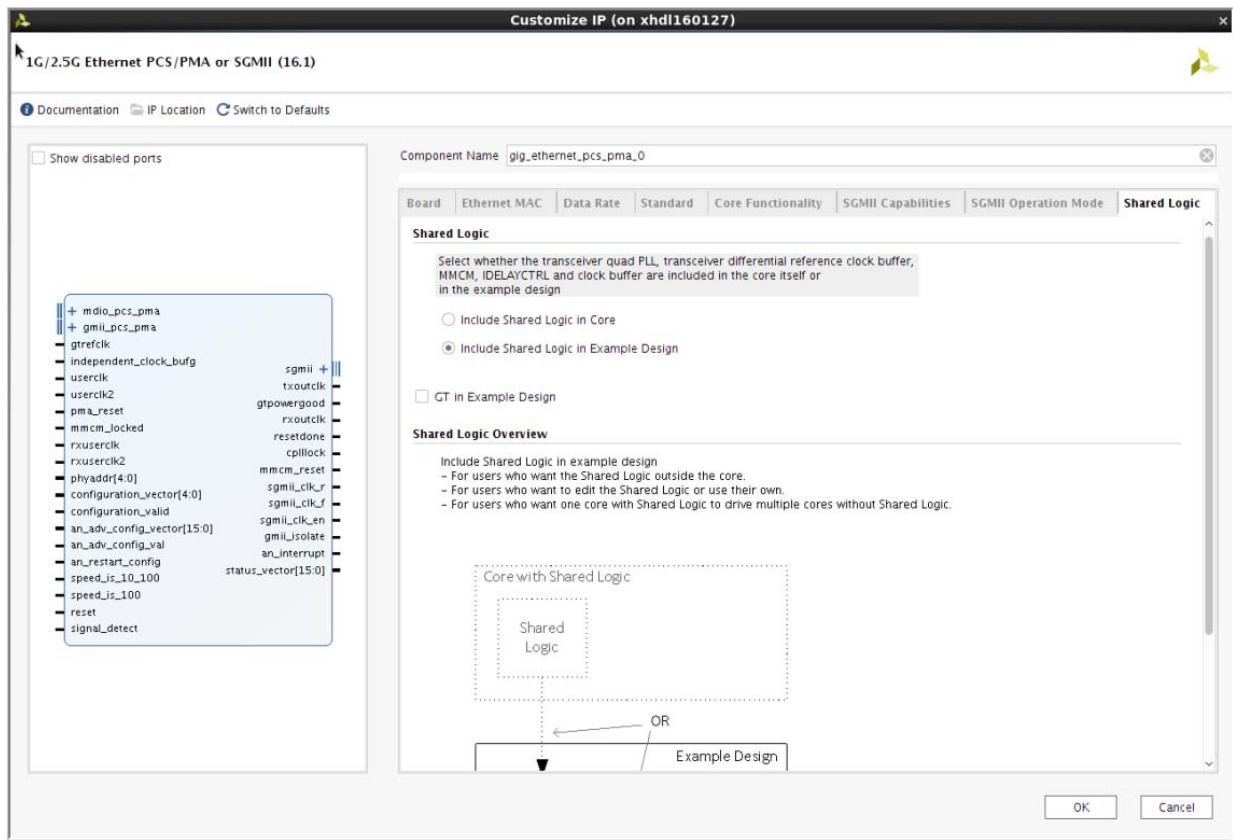 Customize IP (on xhdl160127)
1G/2.5G Ethernet PCS/PMA or SGMII (16.1)
Documentation IP Location Switch to Defaults
Show disabled ports
mdio_pcs_pma
gmii_pcs_pma
gtrefclk
independent_clock_bufg
userclk
userclk2
pma_reset
mmcm_locked
rxuserclk
rxuserclk2
phyaddr[4:0]
configuration_vector[4:0]
configuration_valid
an_adv_config_vector[15:0]
an_adv_config_val
an_restart_config
speed_is_10_100
speed_is_100
reset
signal_detect
sgmii
txoutclk
gtpowergood
rxoutclk
resetdone
cplllock
mmcm_reset
sgmii_clk_r
sgmii_clk_f
sgmii_clk_en
gmii_isolate
an_interrupt
status_vector[15:0]
Component Name gig_ethernet_pcs_pma_0
Board Ethernet MAC Data Rate Standard Core Functionality SGMII Capabilities SGMII Operation Mode Shared Logic
Shared Logic
Select whether the transceiver quad PLL, transceiver differential reference clock buffer,
MMCM, IDELAYCTRL and clock buffer are included in the core itself or
in the example design
Include Shared Logic in Core
Include Shared Logic in Example Design
GT in Example Design
Shared Logic Overview
Include Shared Logic in example design
- For users who want the Shared Logic outside the core.
- For users who want to edit the Shared Logic or use their own.
- For users who want one core with Shared Logic to drive multiple cores without Shared Logic.
Core with Shared Logic
Shared
Logic
OR
Example Design
OK Cancel